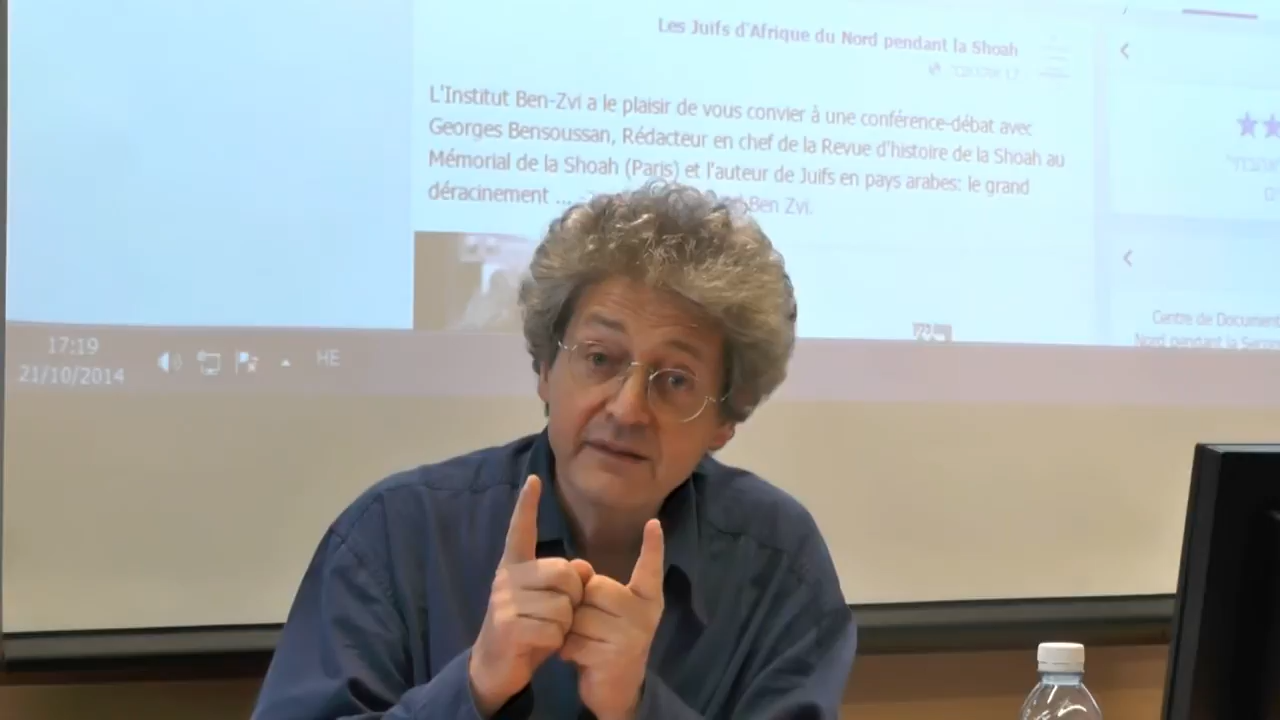 Les Juifs d'Afrique du Nord pendant la Shoah
L'Institut Ben-Zvi a le plaisir de vous convier à une conférence-débat avec
Georges Bensoussan, Rédacteur en chef de la Revue d'histoire de la Shoah au
Mémorial de la Shoah (Paris) et l'auteur de Juifs en pays arabes: le grand
déracinement ... Ben Zvi.
17:19
21/10/2014
HE
Centre de Document
Nord pendant la